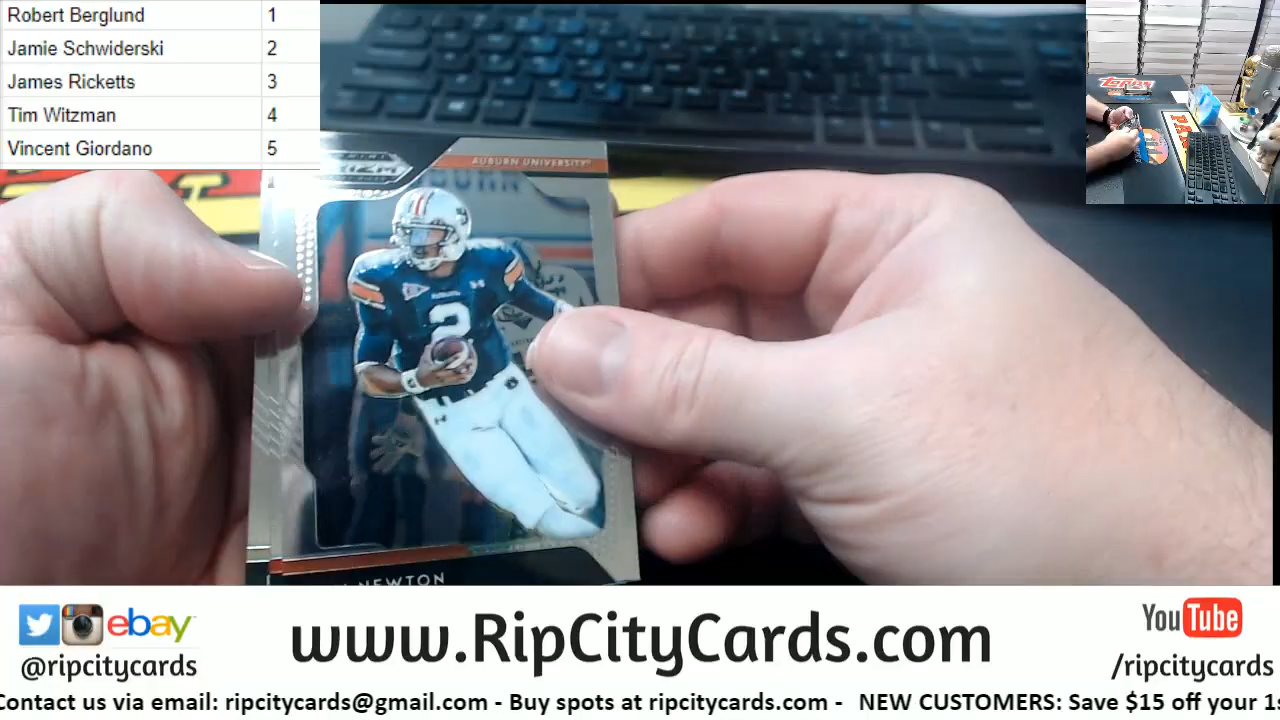 Robert Berglund 1
Jamie Schwiderski 2
James Ricketts 3
Tim Witzman 4
Vincent Giordano 5
PRIZM
AUBURN UNIVERSITY
2
NEWTON
ebay
@ripcitycards
www.RipCityCards.com
YouTube
/ripcitycards
Contact us via email: ripcitycards@gmail.com - Buy spots at ripcitycards.com - NEW CUSTOMERS: Save $15 off your